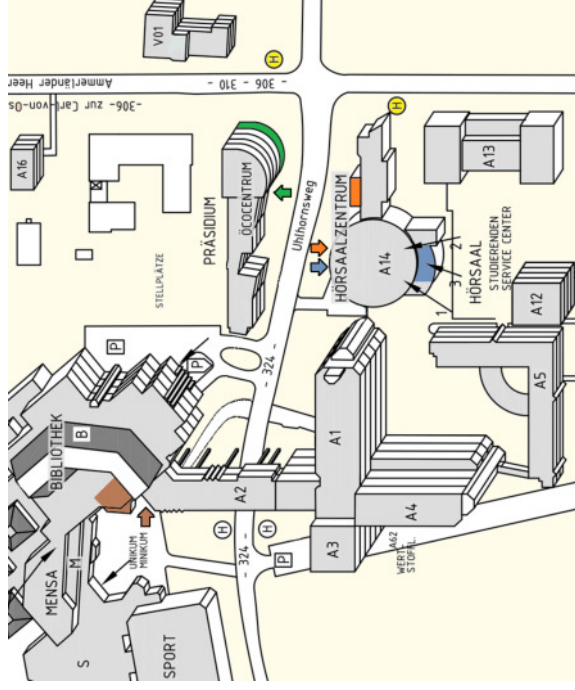 V01
H
- 306 - 310 -
Ammerländer Heer
-306- zur Carl-von-Os
A16
STELLPLÄTZE
PRÄSIDIUM
ÖCOCENTRUM
Uhlhornsweg
HÖRSAALZENTRUM
H
A14
1
2
3
HÖRSAAL
STUDIERENDEN
SERVICE CENTER
A13
A12
A5
P
P
- 324 -
BIBLIOTHEK
B
A2
A1
A4
A3
A62
WERTT.
STOFFL.
P
H
H
- 324 -
UNIKUM
MINIKUM
MENSA
M
S
SPORT